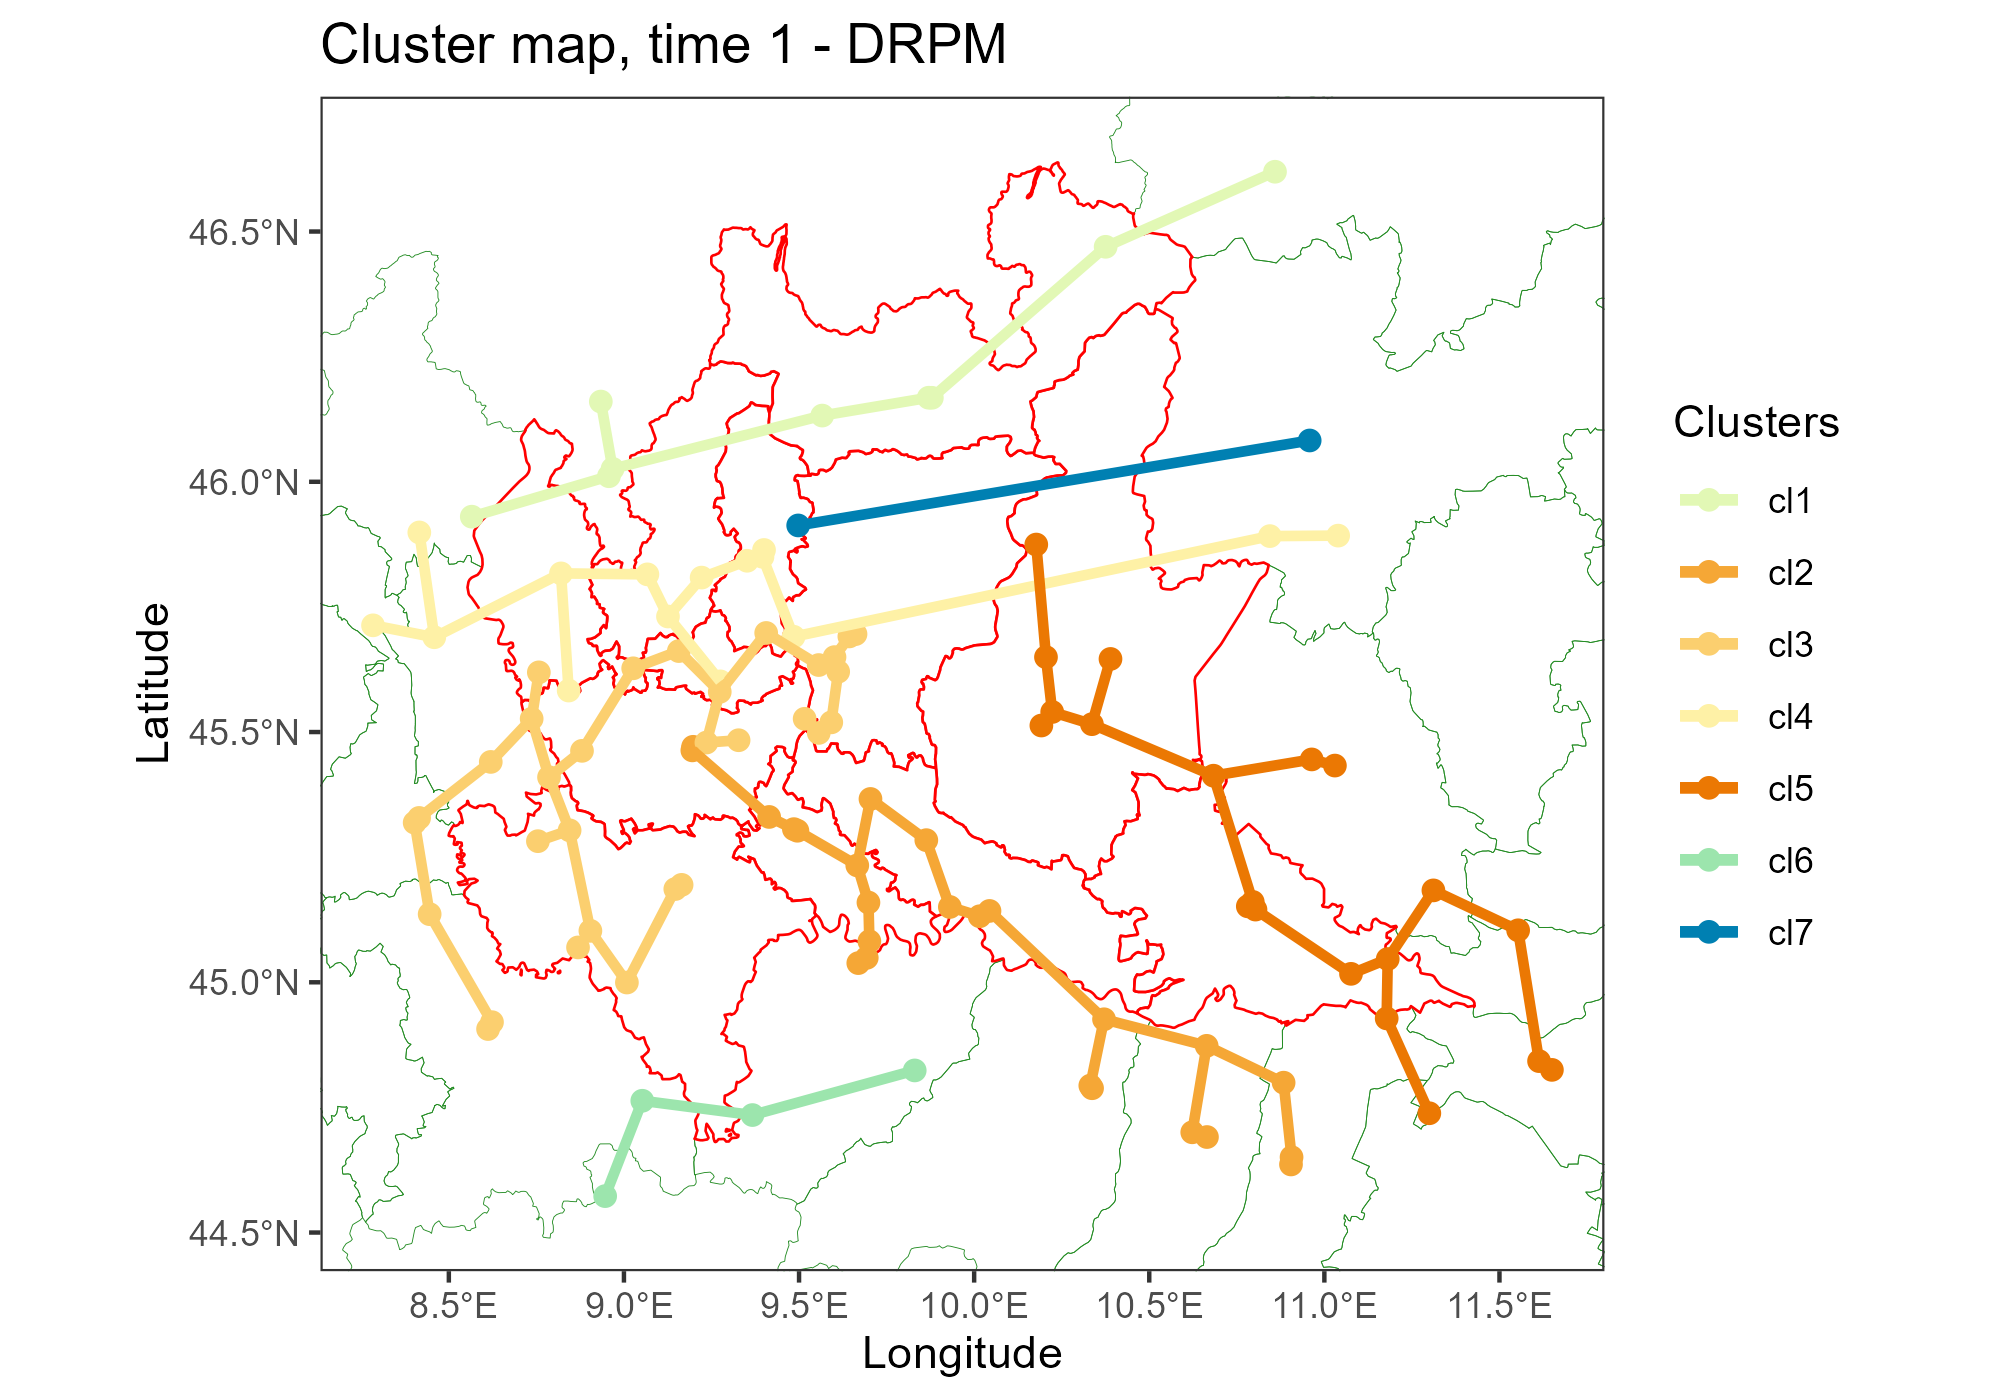 Cluster map, time 1 - DRPM
46.5°N
46.0°N
45.5°N
45.0°N
44.5°N
Latitude
8.5°E
9.0°E
9.5°E
10.0°E
10.5°E
11.0°E
11.5°E
Longitude
Clusters
cl1
cl2
cl3
cl4
cl5
cl6
cl7